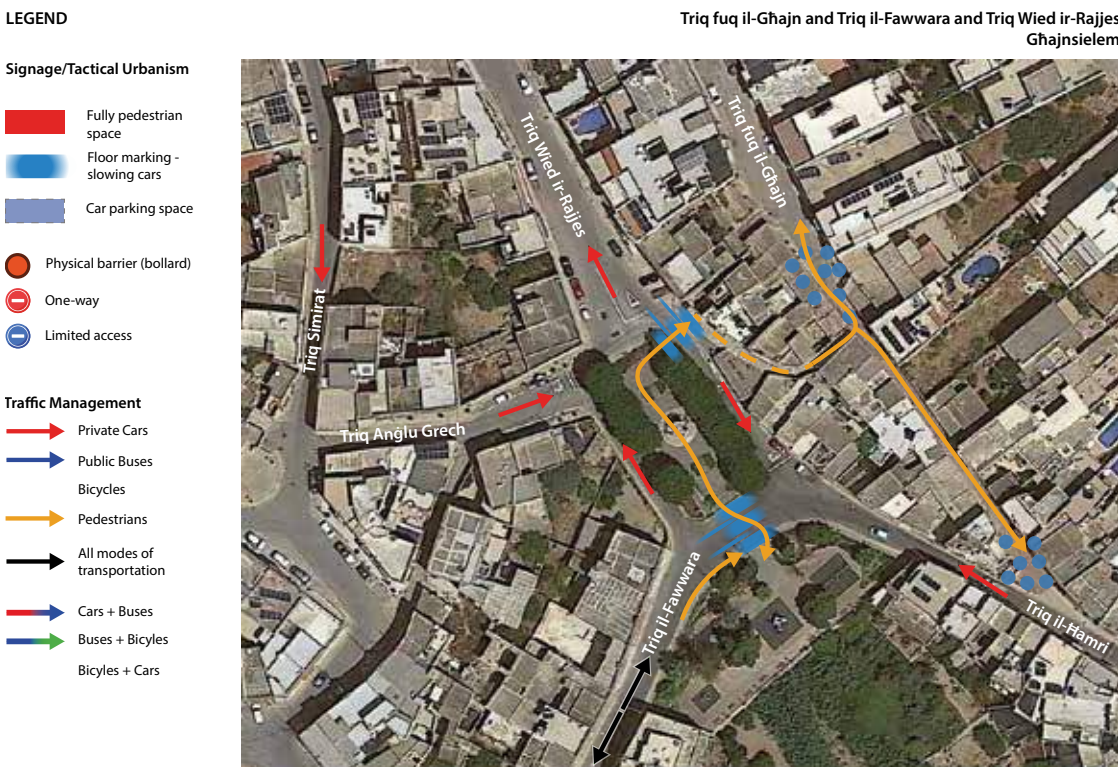 LEGEND
Triq fuq il-Għajn and Triq il-Fawwara and Triq Wied ir-Rajjes
Għajnsielem
Signage/Tactical Urbanism
Fully pedestrian
space
Floor marking -
slowing cars
Car parking space
Physical barrier (bollard)
One-way
Limited access
Traffic Management
Private Cars
Public Buses
Bicycles
Pedestrians
All modes of
transportation
Cars + Buses
Buses + Bicyles
Bicyles + Cars
Triq Wied ir-Rajjes
Triq fuq il-Għajn
Triq Simirat
Triq Anġlu Grech
Triq il-Fawwara
Triq il-Ħamri